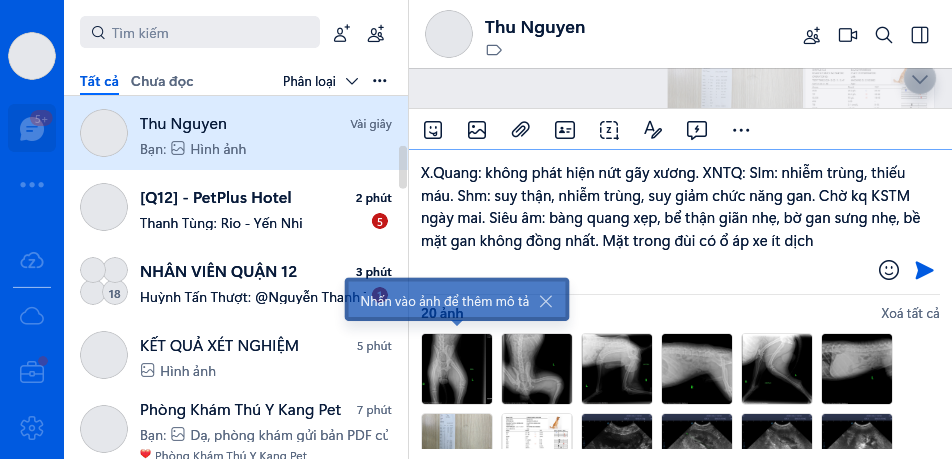 5+
Tìm kiếm
Tất cả
Chưa đọc
Phân loại
Thu Nguyen
Vài giây
Bạn: Hình ảnh
[Q12] - PetPlus Hotel
2 phút
Thanh Tùng: Rio - Yến Nhi
5
NHÂN VIÊN QUẬN 12
3 phút
18
Huỳnh Tấn Thượt: @Nguyễn Thanh
KẾT QUẢ XÉT NGHIỆM
5 phút
Hình ảnh
Phòng Khám Thú Y Kang Pet
7 phút
Bạn: Dạ, phòng khám gửi bản PDF củ
Phòng Khám Thú Y Kang Pet
Thu Nguyen
X.Quang: không phát hiện nứt gãy xương. XNTQ: Slm: nhiễm trùng, thiếu
máu. Shm: suy thận, nhiễm trùng, suy giảm chức năng gan. Chờ kq KSTM
ngày mai. Siêu âm: bàng quang xẹp, bể thận giãn nhẹ, bờ gan sưng nhẹ, bề
mặt gan không đồng nhất. Mặt trong đùi có ổ áp xe ít dịch
Nhấn vào ảnh để thêm mô tả
20 ảnh
Xoá tất cả